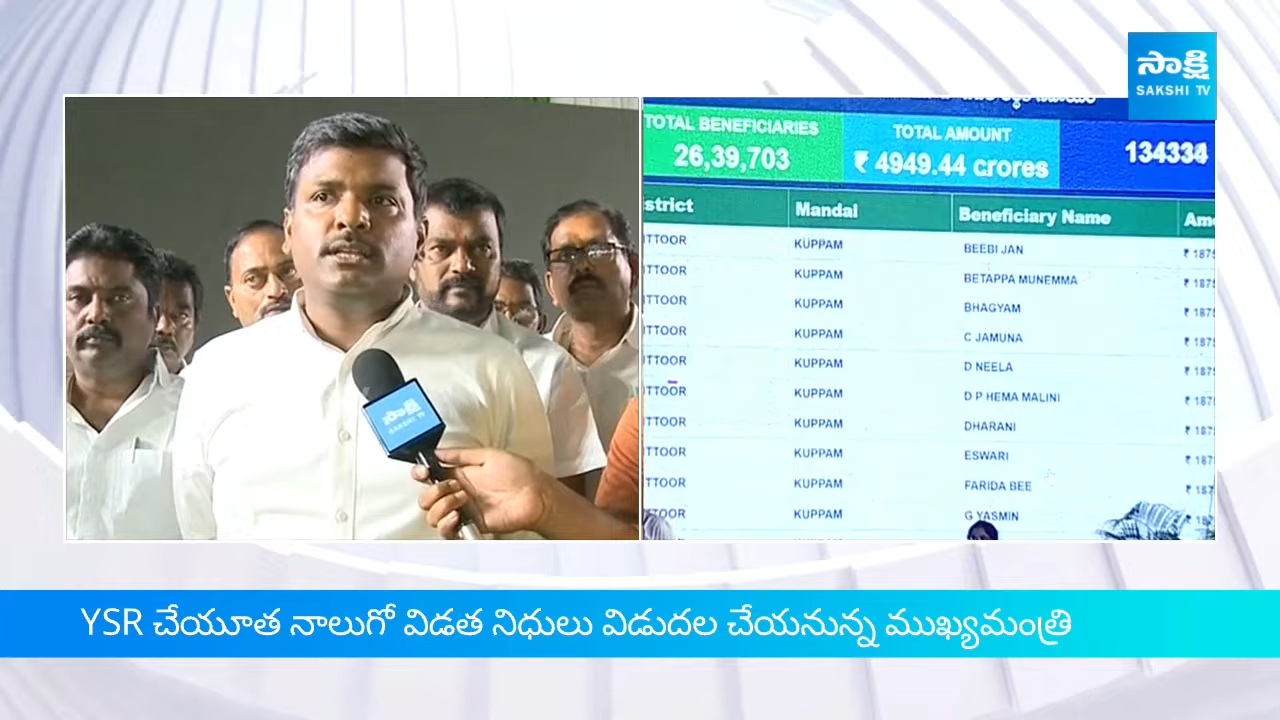 సాక్షి
SAKSHI TV
TOTAL BENEFICIARIES
26,39,703
TOTAL AMOUNT
₹ 4949.44 crores
134334
Mandal
Beneficiary Name
KUPPAM BEEBI JAN
KUPPAM BETAPPA MUNEMMA
KUPPAM BHAGYAM
KUPPAM C JAMUNA
KUPPAM D NEELA
KUPPAM D P HEMA MALINI
KUPPAM DHARANI
KUPPAM ESWARI
KUPPAM FARIDA BEE
KUPPAM G YASMIN
సాక్షి
SAKSHI TV
YSR చేయూత నాలుగో విడత నిధులు విడుదల చేయనున్న ముఖ్యమంత్రి